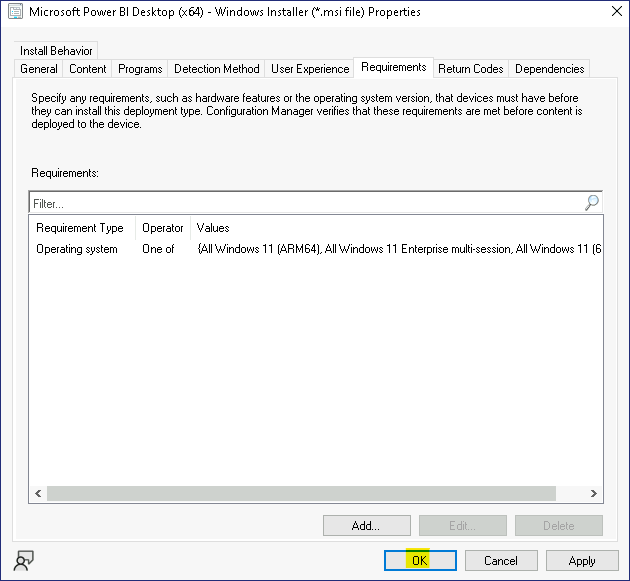 Microsoft Power BI Desktop (x64) - Windows Installer (*.msi file) Properties
Install Behavior
General Content Programs Detection Method User Experience Requirements Return Codes Dependencies
Specify any requirements, such as hardware features or the operating system version, that devices must have before
they can install this deployment type. Configuration Manager verifies that these requirements are met before content is
deployed to the device.
Requirements:
Filter...
Requirement Type Operator Values
Operating system One of {All Windows 11 (ARM64), All Windows 11 Enterprise multi-session, All Windows 11 (6
Add... Edit... Delete
OK Cancel Apply